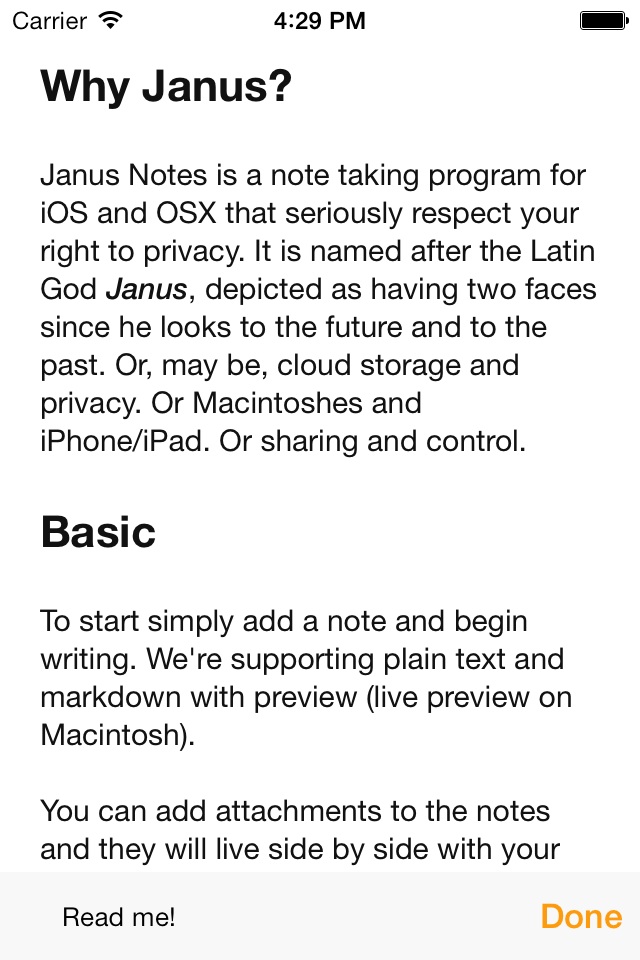 Carrier 4:29 PM
Why Janus?
Janus Notes is a note taking program for
iOS and OSX that seriously respect your
right to privacy. It is named after the Latin
God Janus, depicted as having two faces
since he looks to the future and to the
past. Or, may be, cloud storage and
privacy. Or Macintoshes and
iPhone/iPad. Or sharing and control.
Basic
To start simply add a note and begin
writing. We're supporting plain text and
markdown with preview (live preview on
Macintosh).
You can add attachments to the notes
and they will live side by side with your
Read me! Done